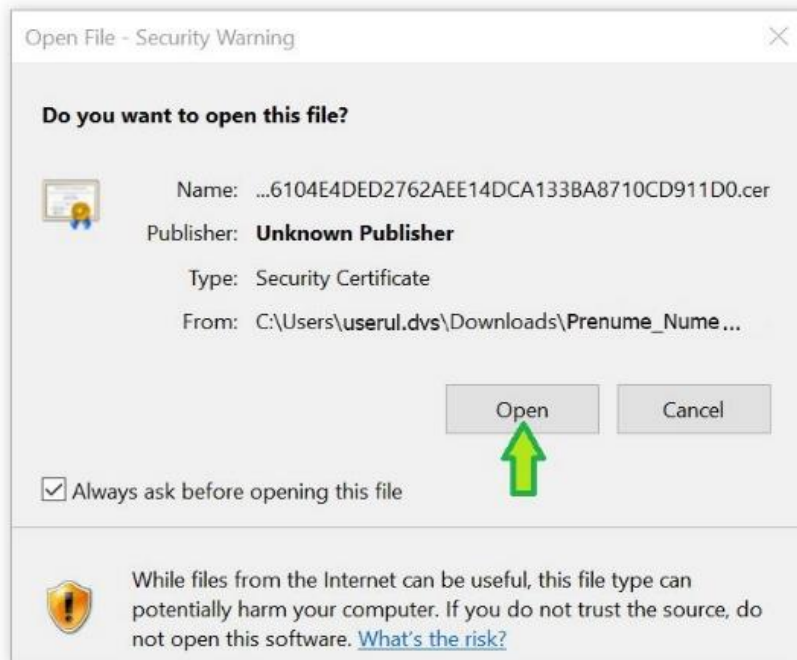 Open File - Security Warning
Do you want to open this file?
Name: ...6104E4DED2762AEE14DCA133BA8710CD911D0.cer
Publisher: Unknown Publisher
Type: Security Certificate
From: C:\Users\userul.dvs\Downloads\Prenume_Nume...
Open
Cancel
Always ask before opening this file
While files from the Internet can be useful, this file type can
potentially harm your computer. If you do not trust the source, do
not open this software. What's the risk?